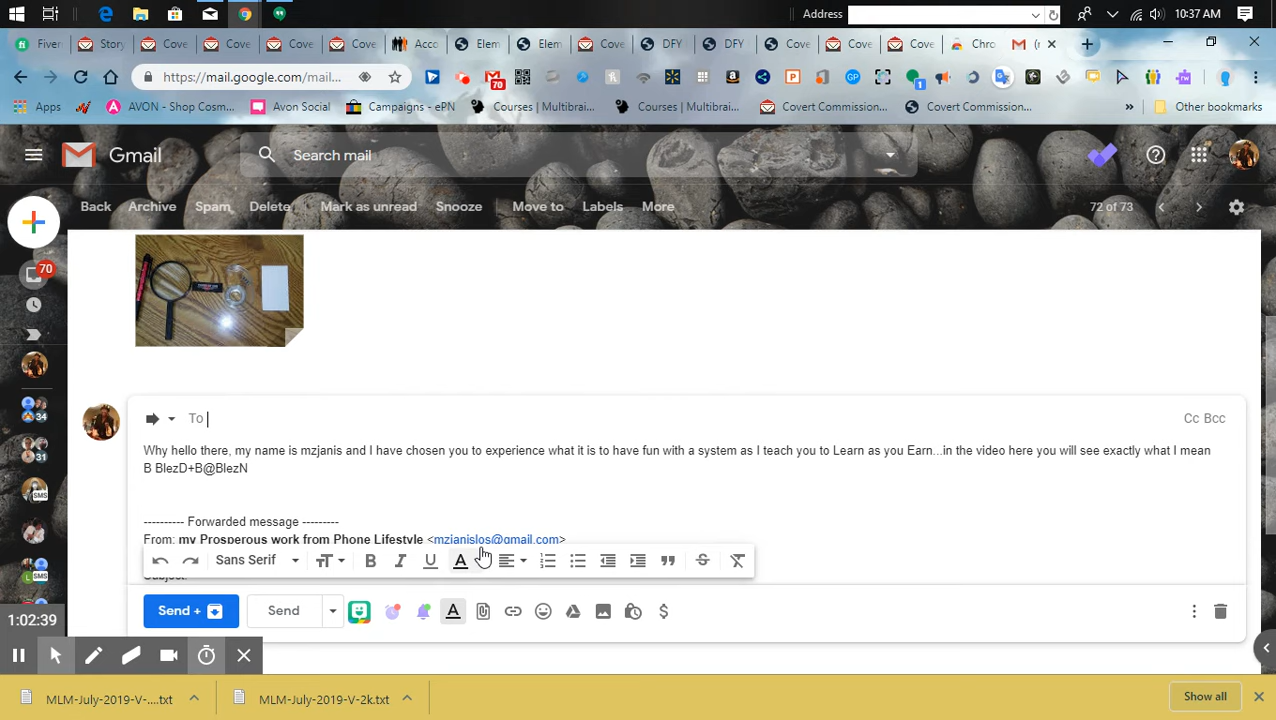 Address
10:37 AM
Fiver
Story
Cove
Cove
Cove
Cove
Acco
Elem
Elem
Cove
DFY
DFY
Cove
Cove
Cove
Chro
https://mail.google.com/mail...
70
1
Apps
AVON - Shop Cosm...
Avon Social
Campaigns - ePN
Courses | Multibrai...
Courses | Multibrai...
Covert Commission...
Covert Commission...
»
Other bookmarks
Gmail
Search mail
Back
Archive
Spam
Delete
Mark as unread
Snooze
Move to
Labels
More
72 of 73
70
34
31
SMS
SMS
To
Cc Bcc
Why hello there, my name is mzjanis and I have chosen you to experience what it is to have fun with a system as I teach you to Learn as you Earn...in the video here you will see exactly what I mean
B BlezD+B@BlezN
---------- Forwarded message ---------
From: my Prosperous work from Phone Lifestyle <mzjanislos@gmail.com>
Sans Serif
Subject:
Send +
Send
1:02:39
MLM-July-2019-V-....txt
MLM-July-2019-V-2k.txt
Show all